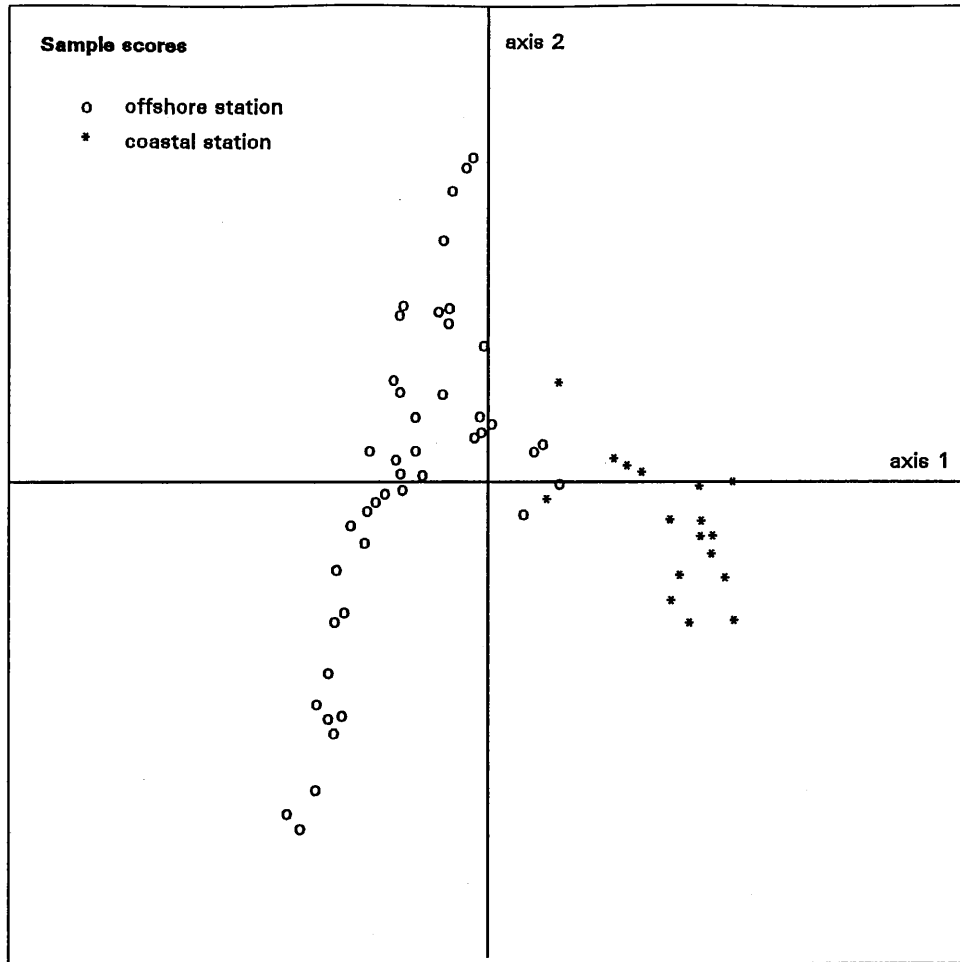 Sample scores
axis 2
o offshore station
* coastal station
axis 1